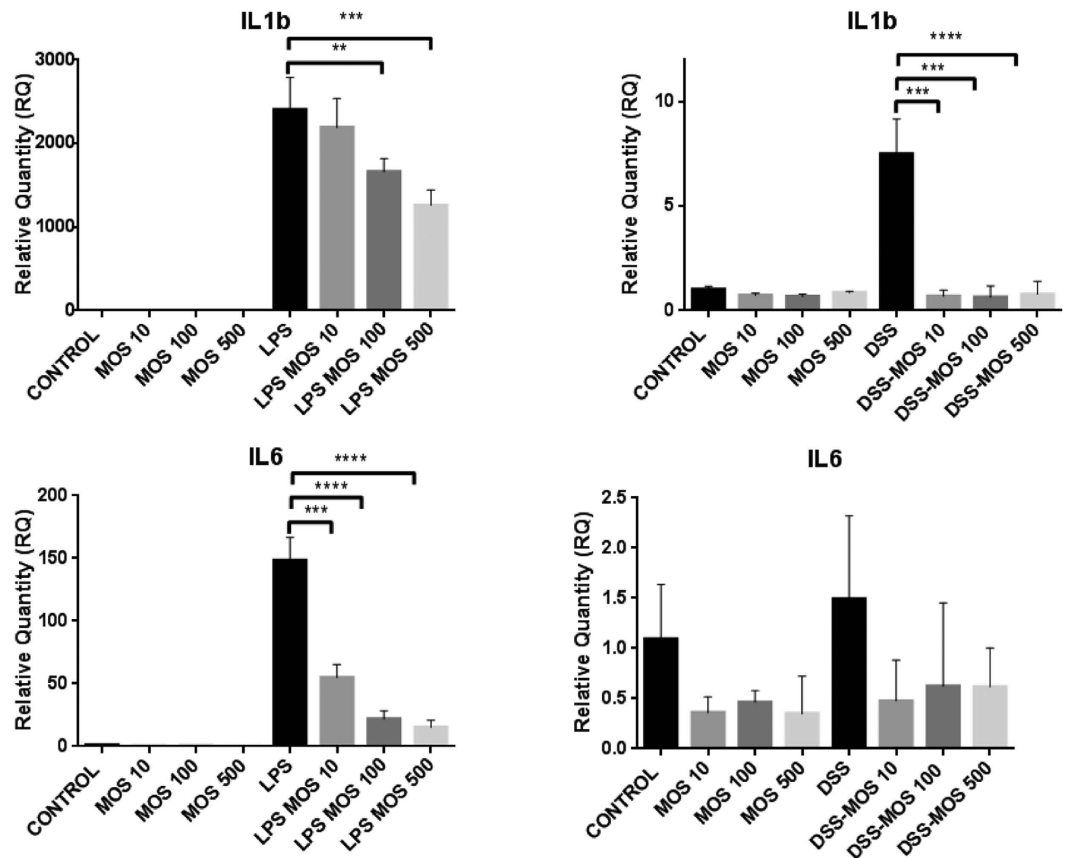 IL1b
***
**
Relative Quantity (RQ)
3000
2000
1000
0
CONTROL
MOS 10
MOS 100
MOS 500
LPS
LPS MOS 10
LPS MOS 100
LPS MOS 500
IL1b
****
***
***
Relative Quantity (RQ)
10
5
0
CONTROL
MOS 10
MOS 100
MOS 500
DSS
DSS-MOS 10
DSS-MOS 100
DSS-MOS 500
IL6
****
****
***
Relative Quantity (RQ)
200
150
100
50
0
CONTROL
MOS 10
MOS 100
MOS 500
LPS
LPS MOS 10
LPS MOS 100
LPS MOS 500
IL6
Relative Quantity (RQ)
2.5
2.0
1.5
1.0
0.5
0.0
CONTROL
MOS 10
MOS 100
MOS 500
DSS
DSS-MOS 10
DSS-MOS 100
DSS-MOS 500